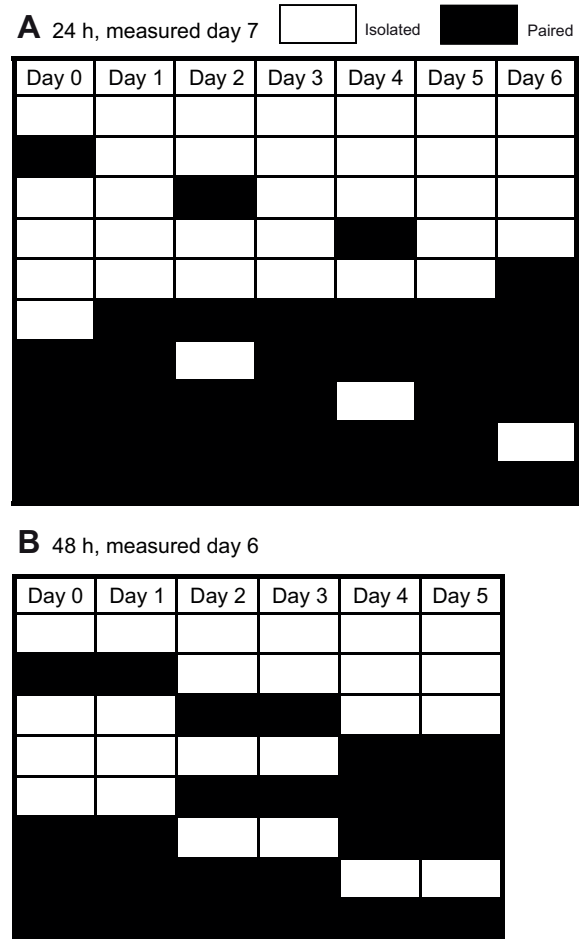 A 24 h, measured day 7 Isolated Paired
Day 0 Day 1 Day 2 Day 3 Day 4 Day 5 Day 6
B 48 h, measured day 6
Day 0 Day 1 Day 2 Day 3 Day 4 Day 5